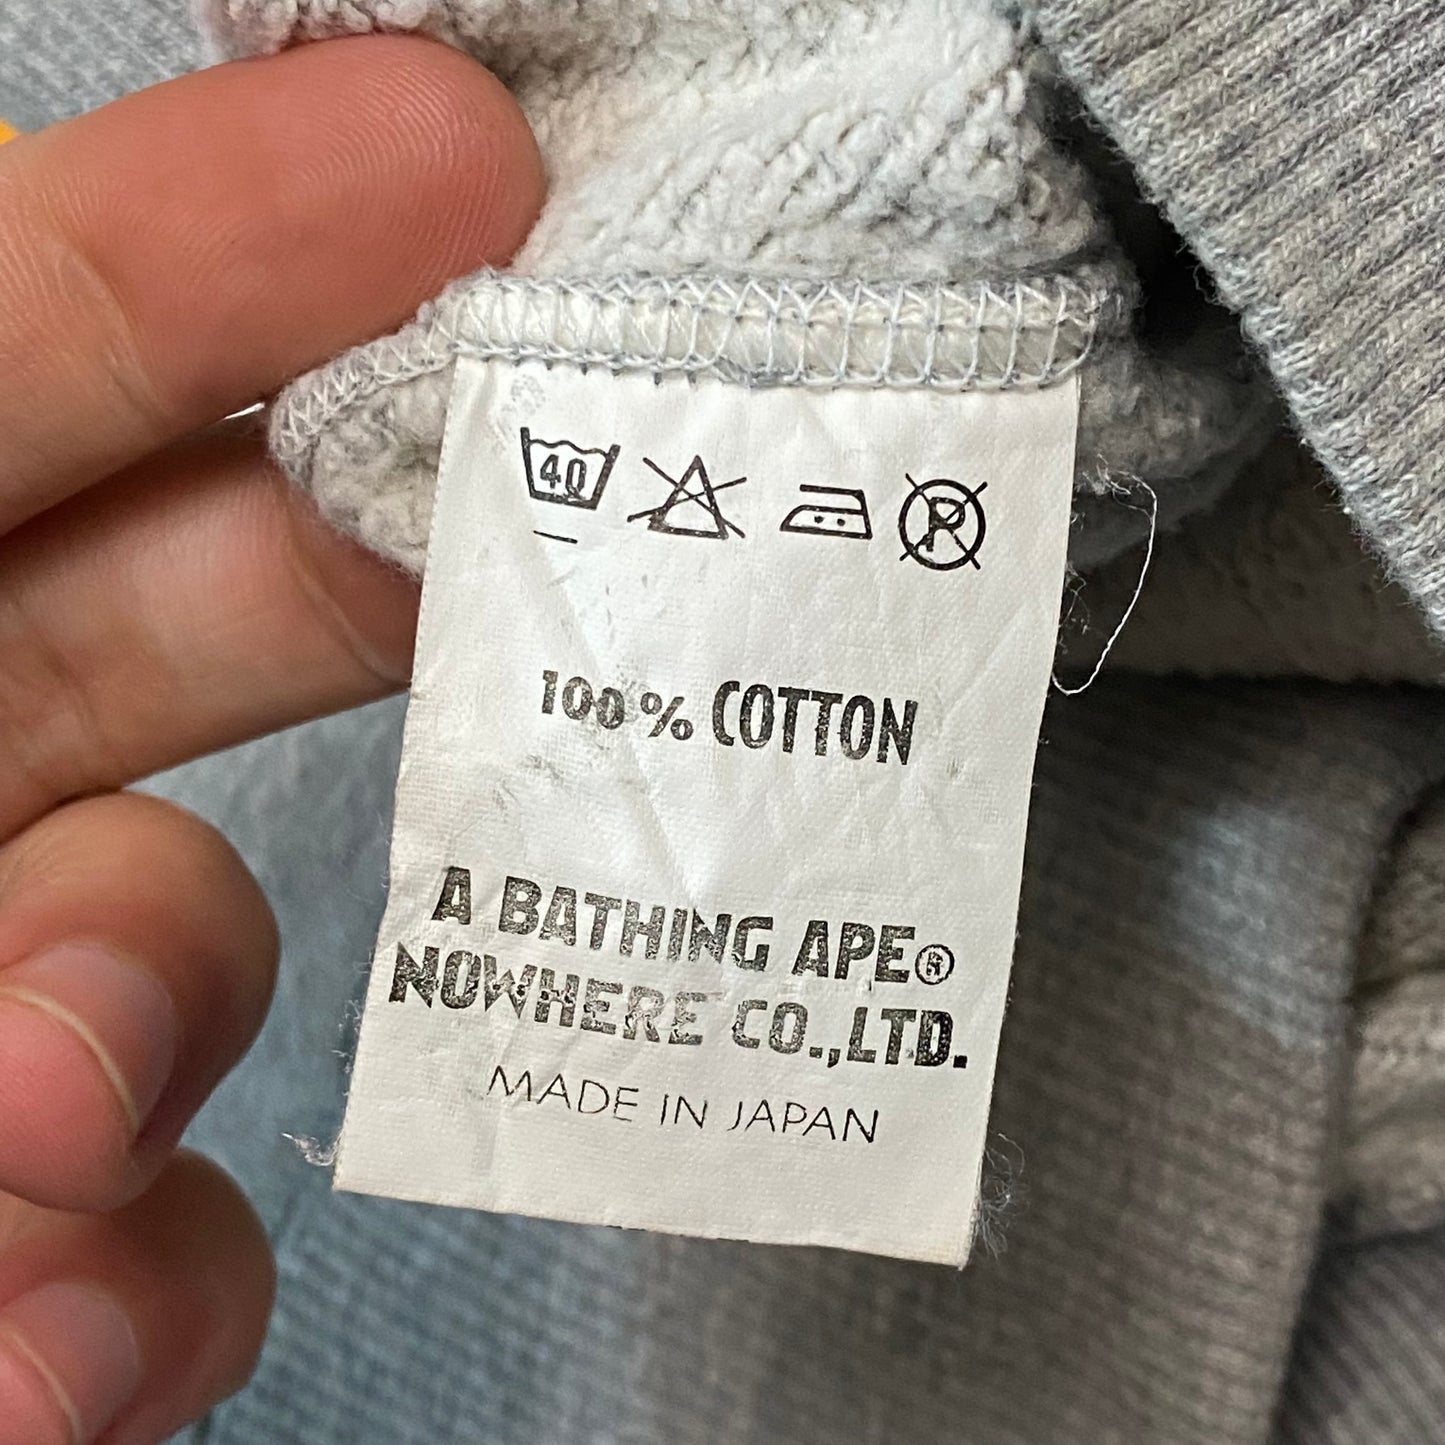 40 P
100% COTTON
A BATHING APE®
NOWHERE CO.,LTD.
MADE IN JAPAN